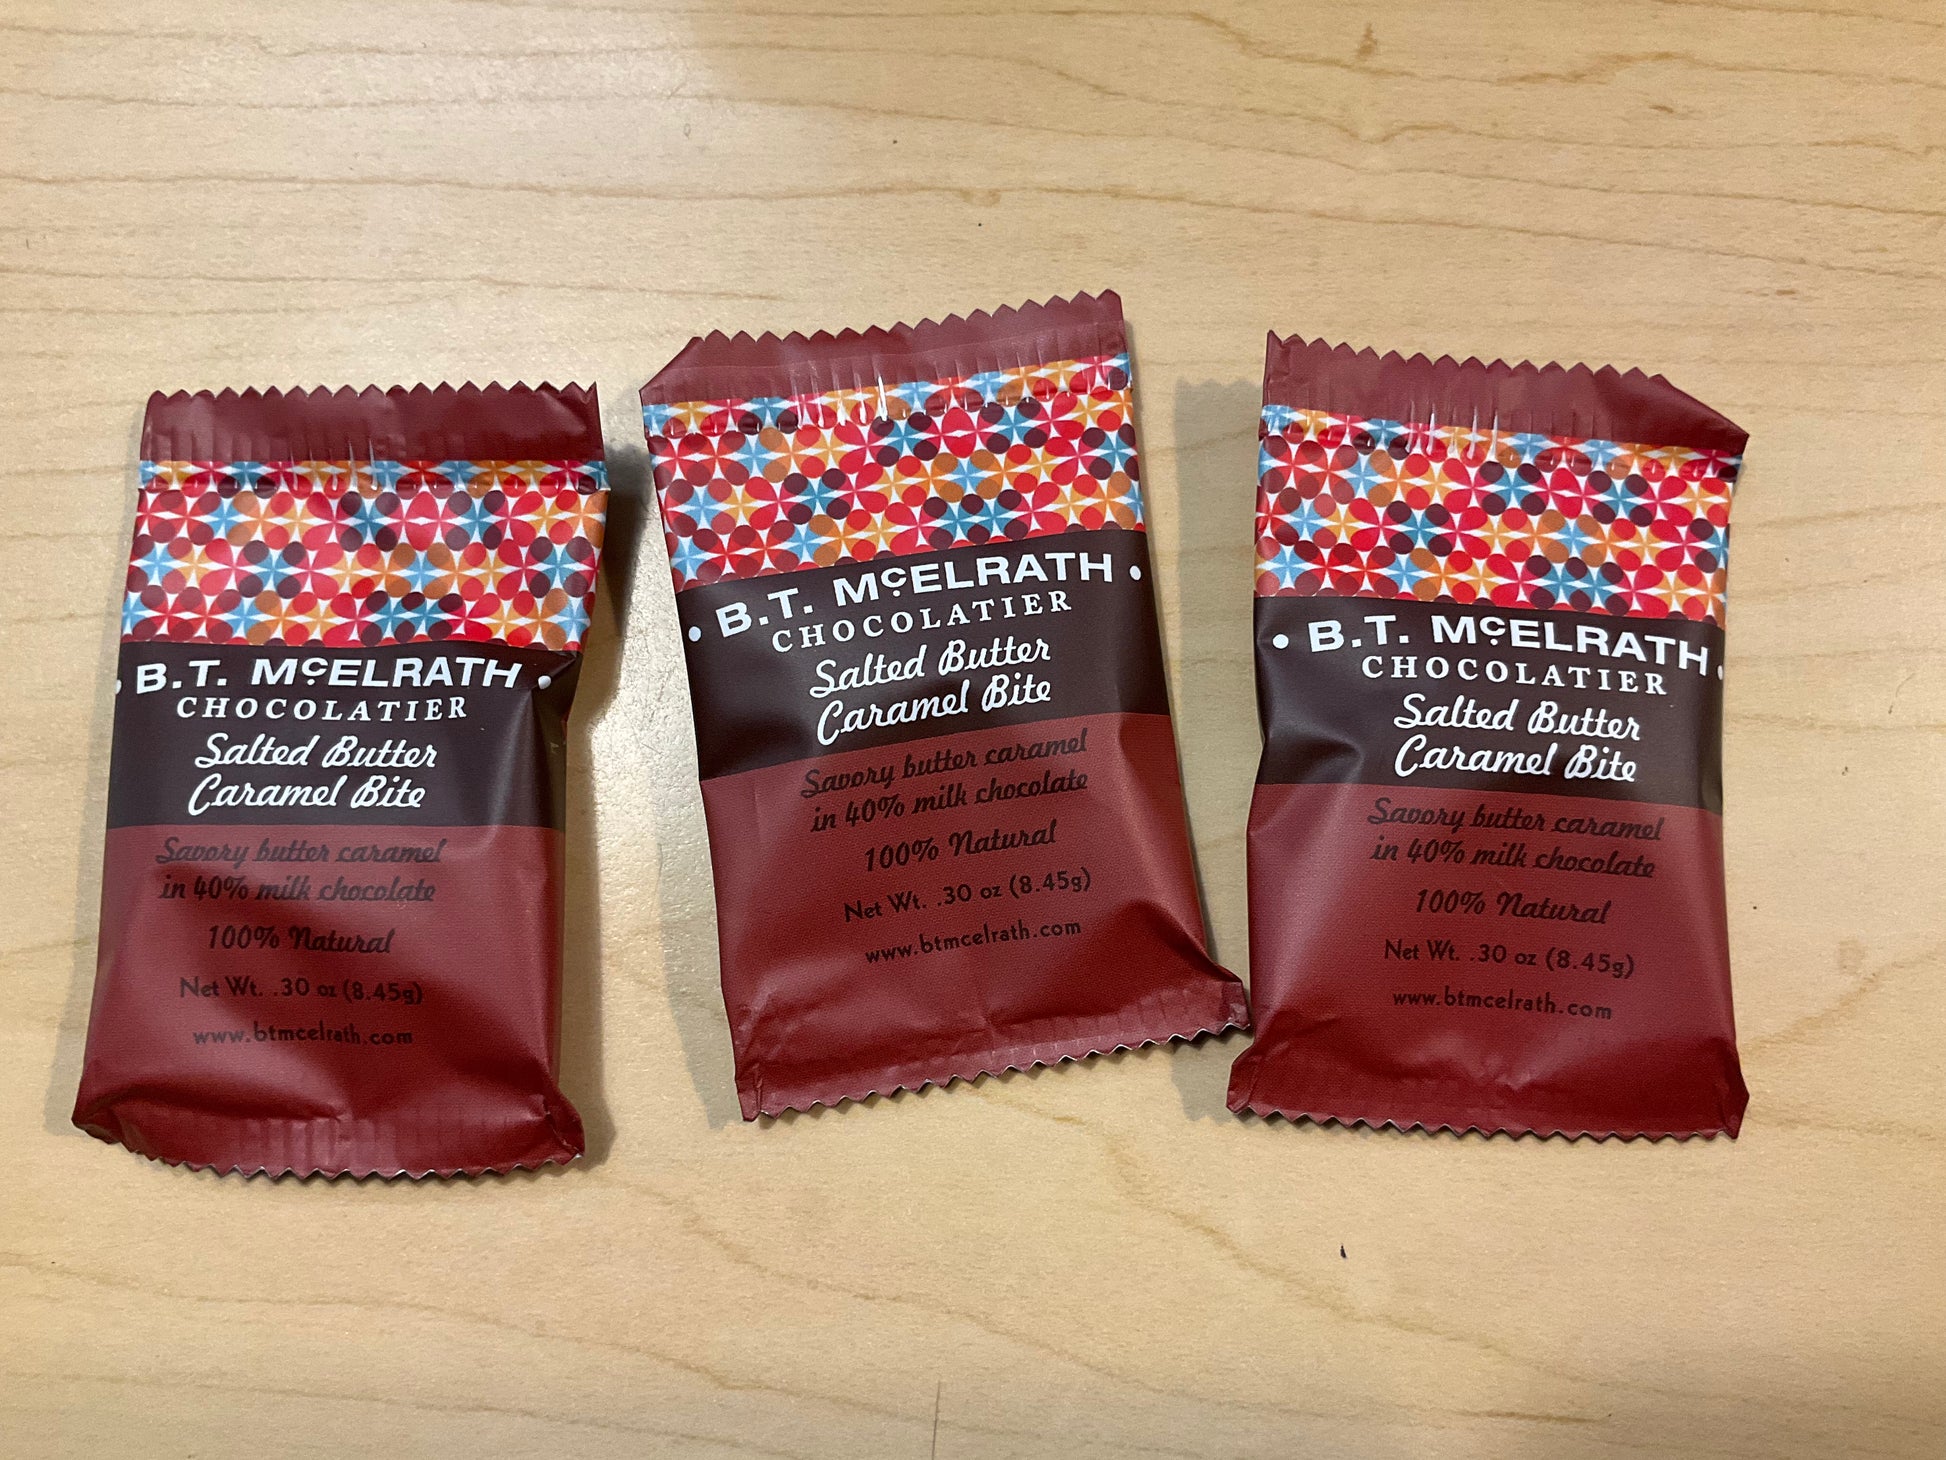 • B.T. McELRATH •
CHOCOLATIER
Salted Butter
Caramel Bite
Savory butter caramel
in 40% milk chocolate
100% Natural
Net Wt. .30 oz (8.45g)
www.btmcelrath.com
• B.T. McELRATH •
CHOCOLATIER
Salted Butter
Caramel Bite
Savory butter caramel
in 40% milk chocolate
100% Natural
Net Wt. .30 oz (8.45g)
www.btmcelrath.com
• B.T. McELRATH •
CHOCOLATIER
Salted Butter
Caramel Bite
Savory butter caramel
in 40% milk chocolate
100% Natural
Net Wt. .30 oz (8.45g)
www.btmcelrath.com